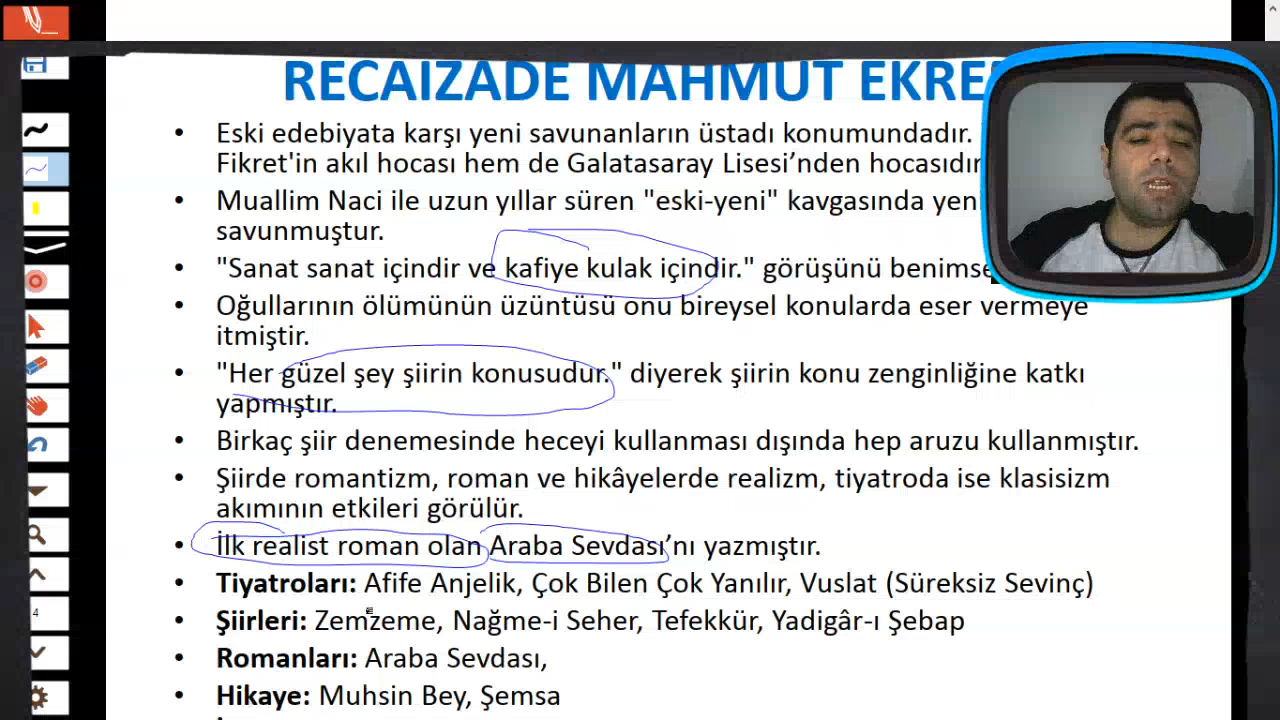 RECAIZADE MAHMUT EKRE
• Eski edebiyata karşı yeni savunanların üstadı konumundadır.
Fikret'in akıl hocası hem de Galatasaray Lisesi’nden hocasıdır
• Muallim Naci ile uzun yıllar süren "eski-yeni" kavgasında yen
savunmuştur.
• "Sanat sanat içindir ve kafiye kulak içindir." görüşünü benimse
• Oğullarının ölümünün üzüntüsü onu bireysel konularda eser vermeye
itmiştir.
• "Her güzel şey şiirin konusudur." diyerek şiirin konu zenginliğine katkı
yapmıştır.
• Birkaç şiir denemesinde heceyi kullanması dışında hep aruzu kullanmıştır.
• Şiirde romantizm, roman ve hikâyelerde realizm, tiyatroda ise klasisizm
akımının etkileri görülür.
• İlk realist roman olan Araba Sevdası’nı yazmıştır.
• Tiyatroları: Afife Anjelik, Çok Bilen Çok Yanılır, Vuslat (Süreksiz Sevinç)
• Şiirleri: Zemzeme, Nağme-i Seher, Tefekkür, Yadigâr-ı Şebap
• Romanları: Araba Sevdası,
• Hikaye: Muhsin Bey, Şemsa
4